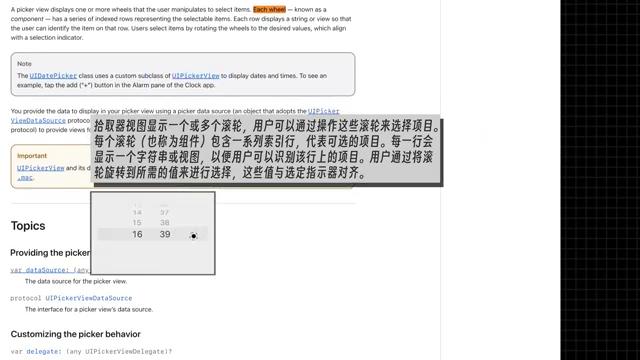 A picker view displays one or more wheels that the user manipulates to select items. Each wheel — known as a
component — has a series of indexed rows representing the selectable items. Each row displays a string or view so that
the user can identify the item on that row. Users select items by rotating the wheels to the desired values, which align
with a selection indicator.
Note
The UIDatePicker class uses a custom subclass of UIPickerView to display dates and times. To see an
example, tap the add ("+") button in the Alarm pane of the Clock app.
You provide the data to display in your picker view using a picker data source (an object that adopts the UIPicker
ViewDataSource protoco
protocol) to provide views fo
拾取器视图显示一个或多个滚轮，用户可以通过操作这些滚轮来选择项目。
每个滚轮（也称为组件）包含一系列索引行，代表可选的项目。每一行会
显示一个字符串或视图，以便用户可以识别该行上的项目。用户通过将滚
轮旋转到所需的值来进行选择，这些值与选定指示器对齐。
Important
UIPickerView and its d
.mac.
14 37
15 38
16 39
Topics
Providing the picker
var dataSource: (any
The data source for the picker view.
protocol UIPickerViewDataSource
The interface for a picker view's data source.
Customizing the picker behavior
var delegate: (any UIPickerViewDelegate)?